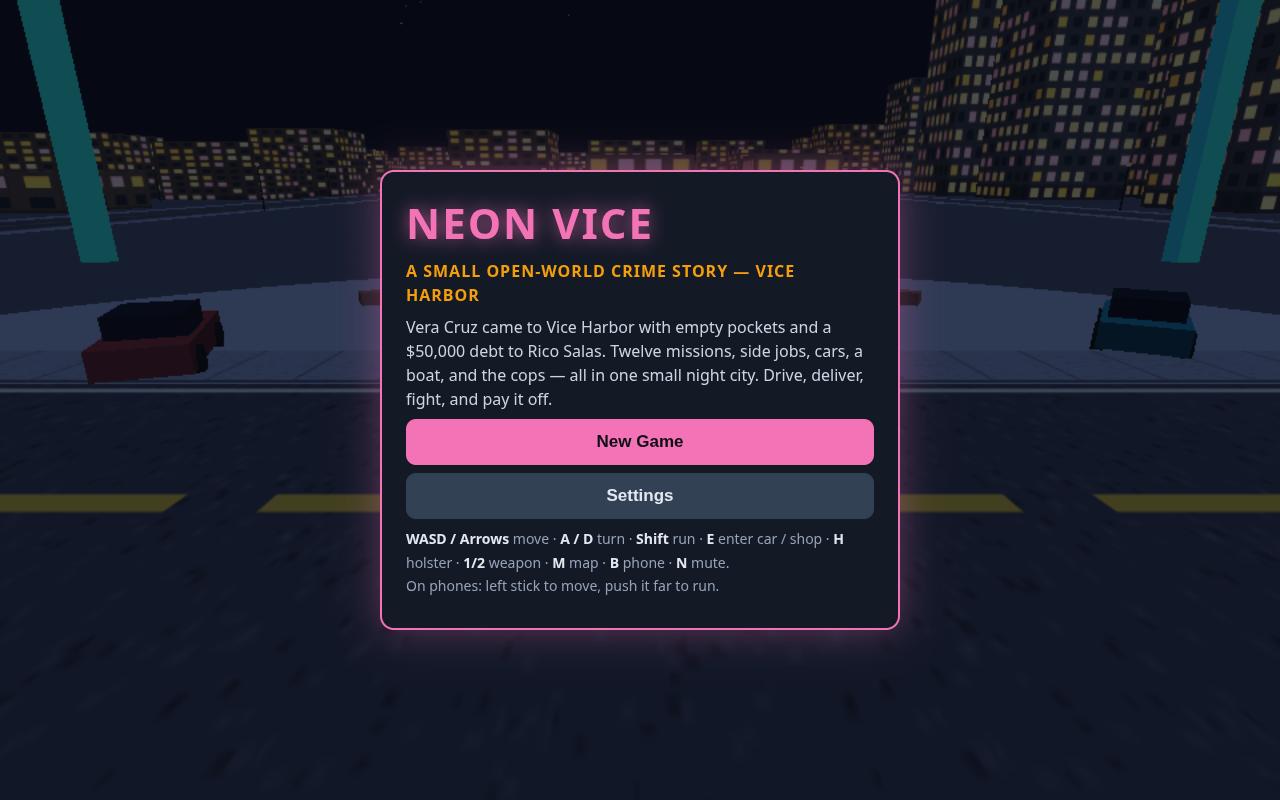 NEON VICE
A SMALL OPEN-WORLD CRIME STORY — VICE
HARBOR
Vera Cruz came to Vice Harbor with empty pockets and a
$50,000 debt to Rico Salas. Twelve missions, side jobs, cars, a
boat, and the cops — all in one small night city. Drive, deliver,
fight, and pay it off.
New Game
Settings
WASD / Arrows move · A / D turn · Shift run · E enter car / shop · H
holster · 1/2 weapon · M map · B phone · N mute.
On phones: left stick to move, push it far to run.